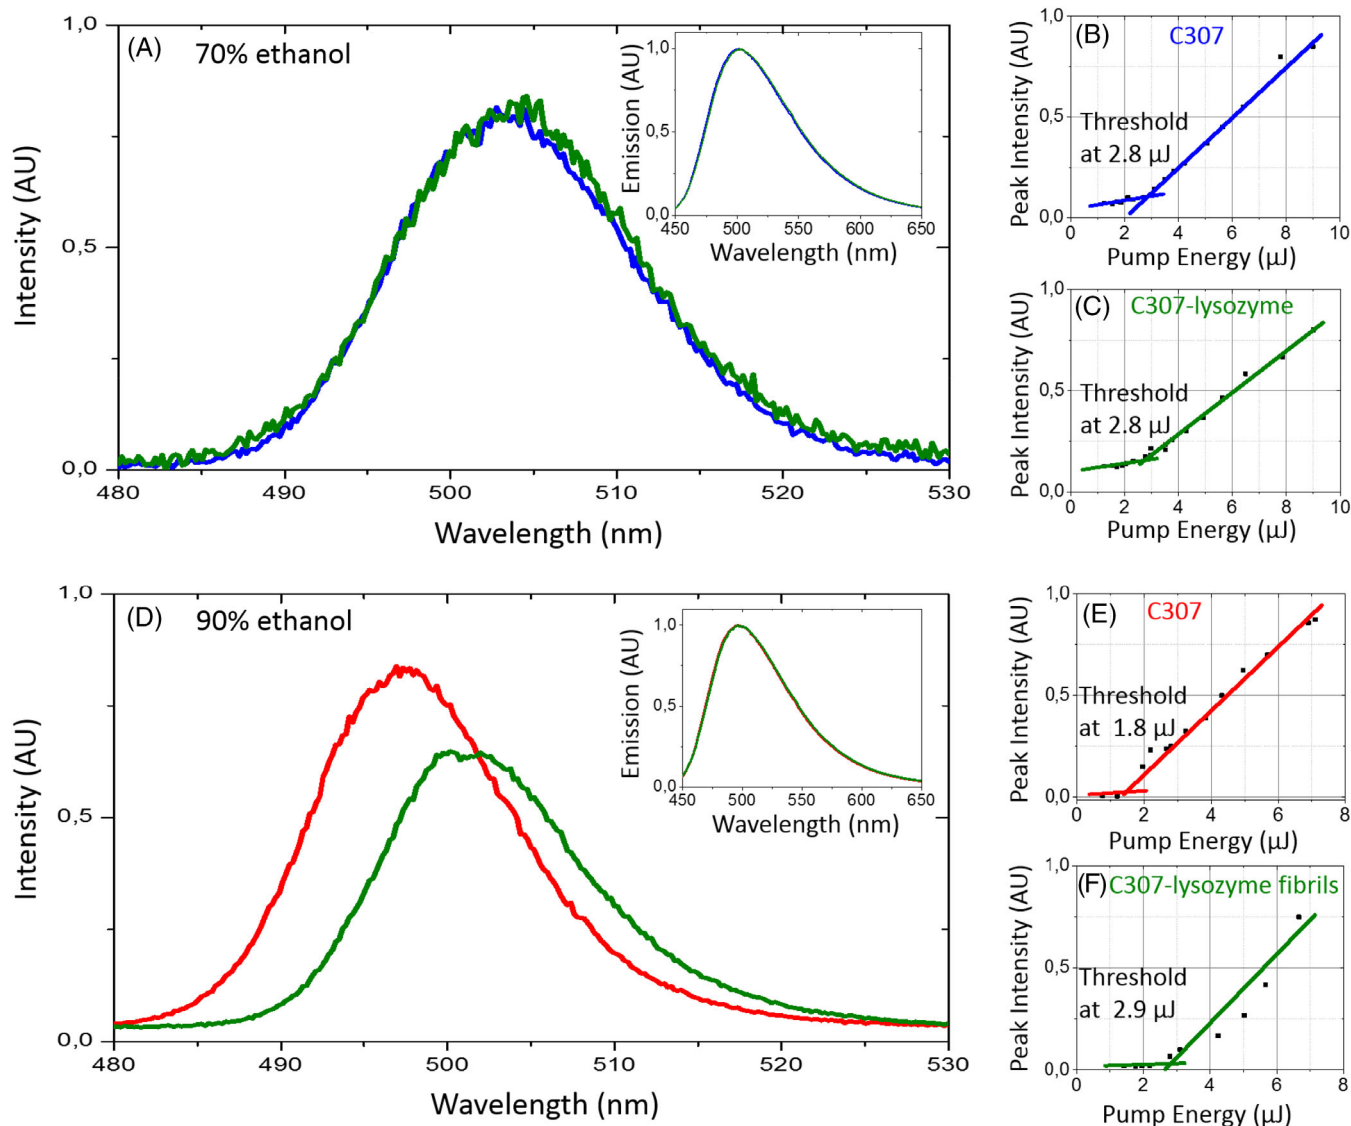 (A) 70% ethanol
1,0
0,5
0,0
Intensity (AU)
480 490 500 510 520 530
Wavelength (nm)
1,0
0,5
0,0
Emission (AU)
450 500 550 600 650
Wavelength (nm)
(B) C307
1,0
0,5
0,0
Peak Intensity (AU)
Threshold
at 2.8 µJ
0 2 4 6 8 10
Pump Energy (µJ)
(C) C307-lysozyme
1,0
0,5
0,0
Peak Intensity (AU)
Threshold
at 2.8 µJ
0 2 4 6 8 10
Pump Energy (µJ)
(D) 90% ethanol
1,0
0,5
0,0
Intensity (AU)
480 490 500 510 520 530
Wavelength (nm)
1,0
0,5
0,0
Emission (AU)
450 500 550 600 650
Wavelength (nm)
(E) C307
1,0
0,5
0,0
Peak Intensity (AU)
Threshold
at 1.8 µJ
0 2 4 6 8
Pump Energy (µJ)
(F) C307-lysozyme fibrils
1,0
0,5
0,0
Peak Intensity (AU)
Threshold
at 2.9 µJ
0 2 4 6 8
Pump Energy (µJ)